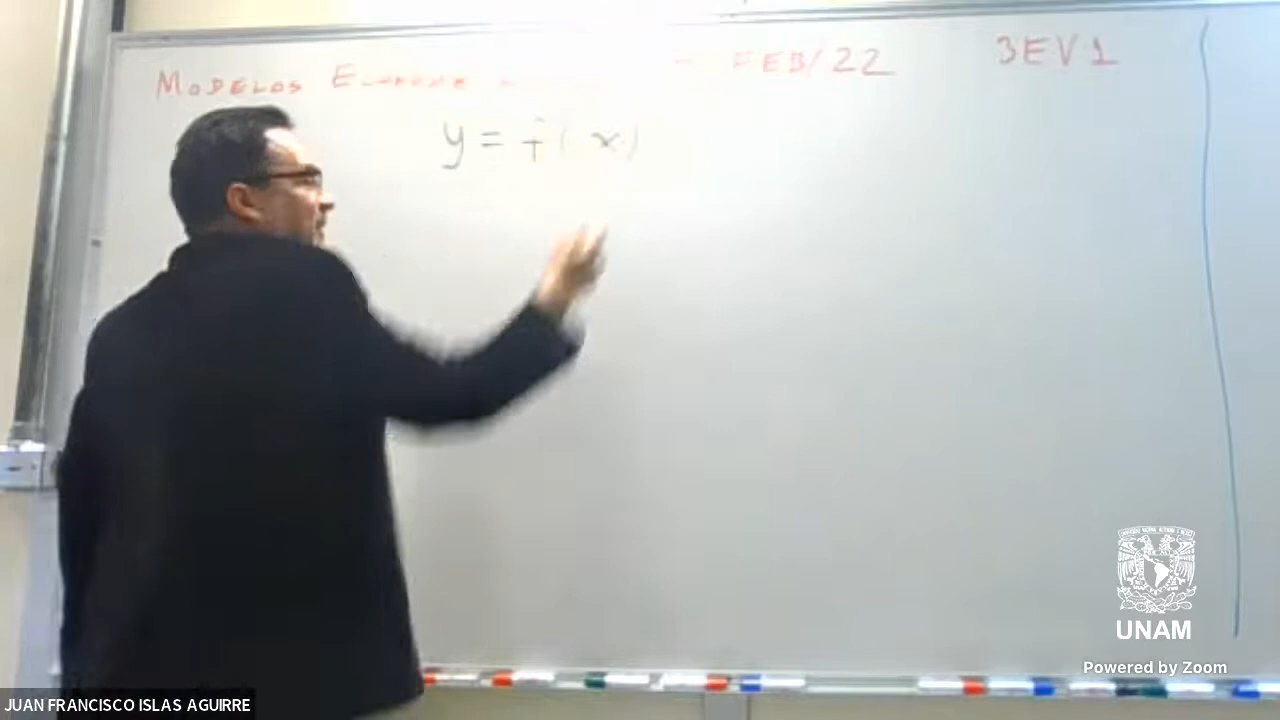 MODELOS
FEB/22
3EV1
y = f(x)
UNAM
Powered by Zoom
JUAN FRANCISCO ISLAS AGUIRRE